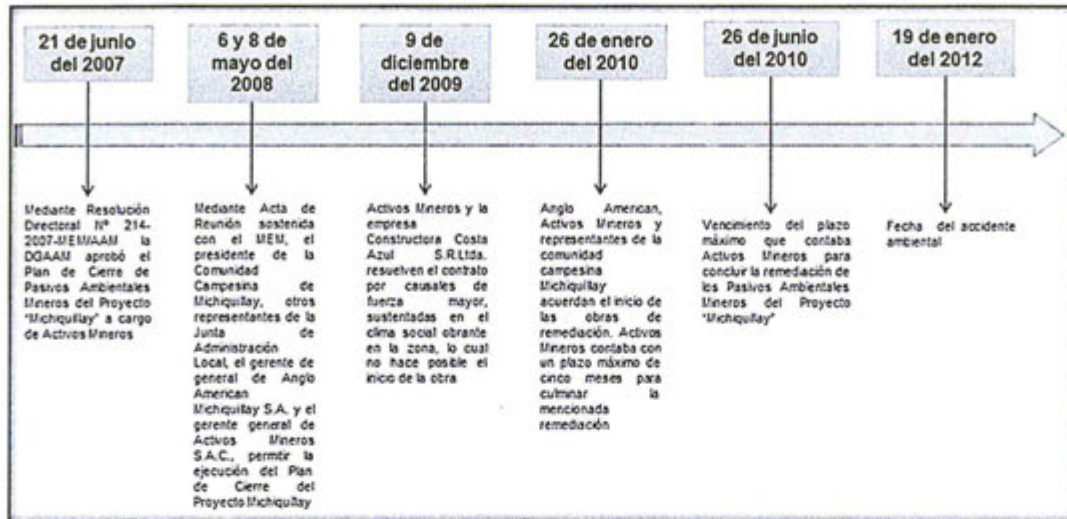 21 de junio
del 2007
6 y 8 de
mayo del
2008
9 de
diciembre
del 2009
26 de enero
del 2010
26 de junio
del 2010
19 de enero
del 2012
Mediante Resolución
Directoral Nº 214-
2007-MEM/AAM la
DGAAM aprobó el
Plan de Cierre de
Pasivos Ambientales
Mineros del Proyecto
"Michiquillay" a cargo
de Activos Mineros
Mediante Acta de
Reunión sostenida
con el MEM, el
presidente de la
Comunidad
Campesina de
Michiquillay, otros
representantes de la
Junta de
Administración
Local, el gerente de
general de Anglo
American
Michiquillay S.A. y el
gerente general de
Activos Mineros
S.A.C., permitir la
ejecución del Plan
de Cierre del
Proyecto Michiquillay
Activos Mineros y la
empresa
Constructora Costa
Azul S.R.Ltda.
resuelven el contrato
por causales de
fuerza mayor,
sustentadas en el
clima social obrante
en la zona, lo cual
no hace posible el
inicio de la obra
Anglo American,
Activos Mineros y
representantes de la
comunidad
campesina
Michiquillay
acuerdan el inicio de
las obras de
remediación. Activos
Mineros contaba con
un plazo máximo de
cinco meses para
culminar la
mencionada
remediación
Vencimiento del plazo
máximo que contaba
Activos Mineros para
concluir la remediación de
los Pasivos Ambientales
Mineros del Proyecto
"Michiquillay"
Fecha del accidente
ambiental